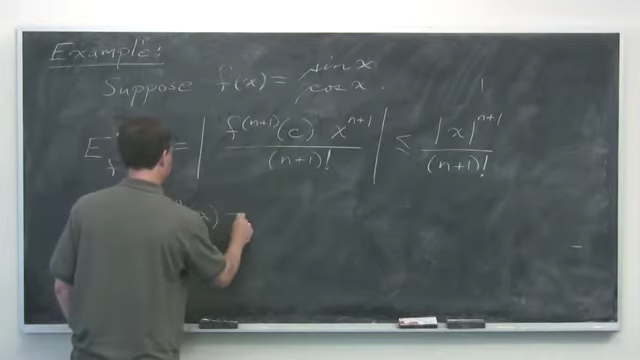 Example:
Suppose f(x) = sin x
cos x .
E = | f^(n+1)(c) x^(n+1) / (n+1)! | ≤ |x|^(n+1) / (n+1)!
x)